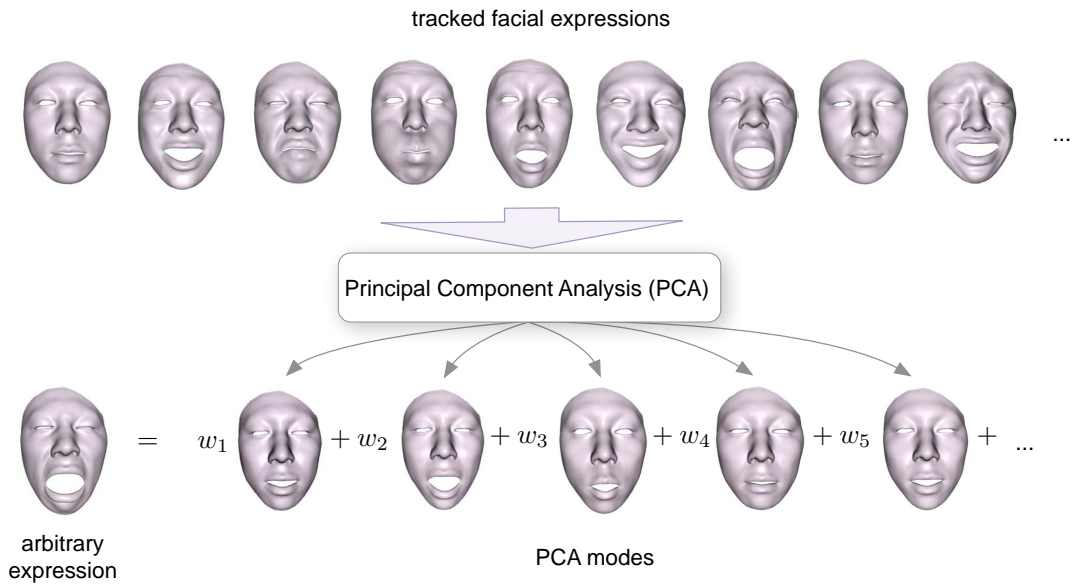 tracked facial expressions
...
Principal Component Analysis (PCA)
= w₁ + w₂ + w₃ + w₄ + w₅ + ...
arbitrary
expression
PCA modes